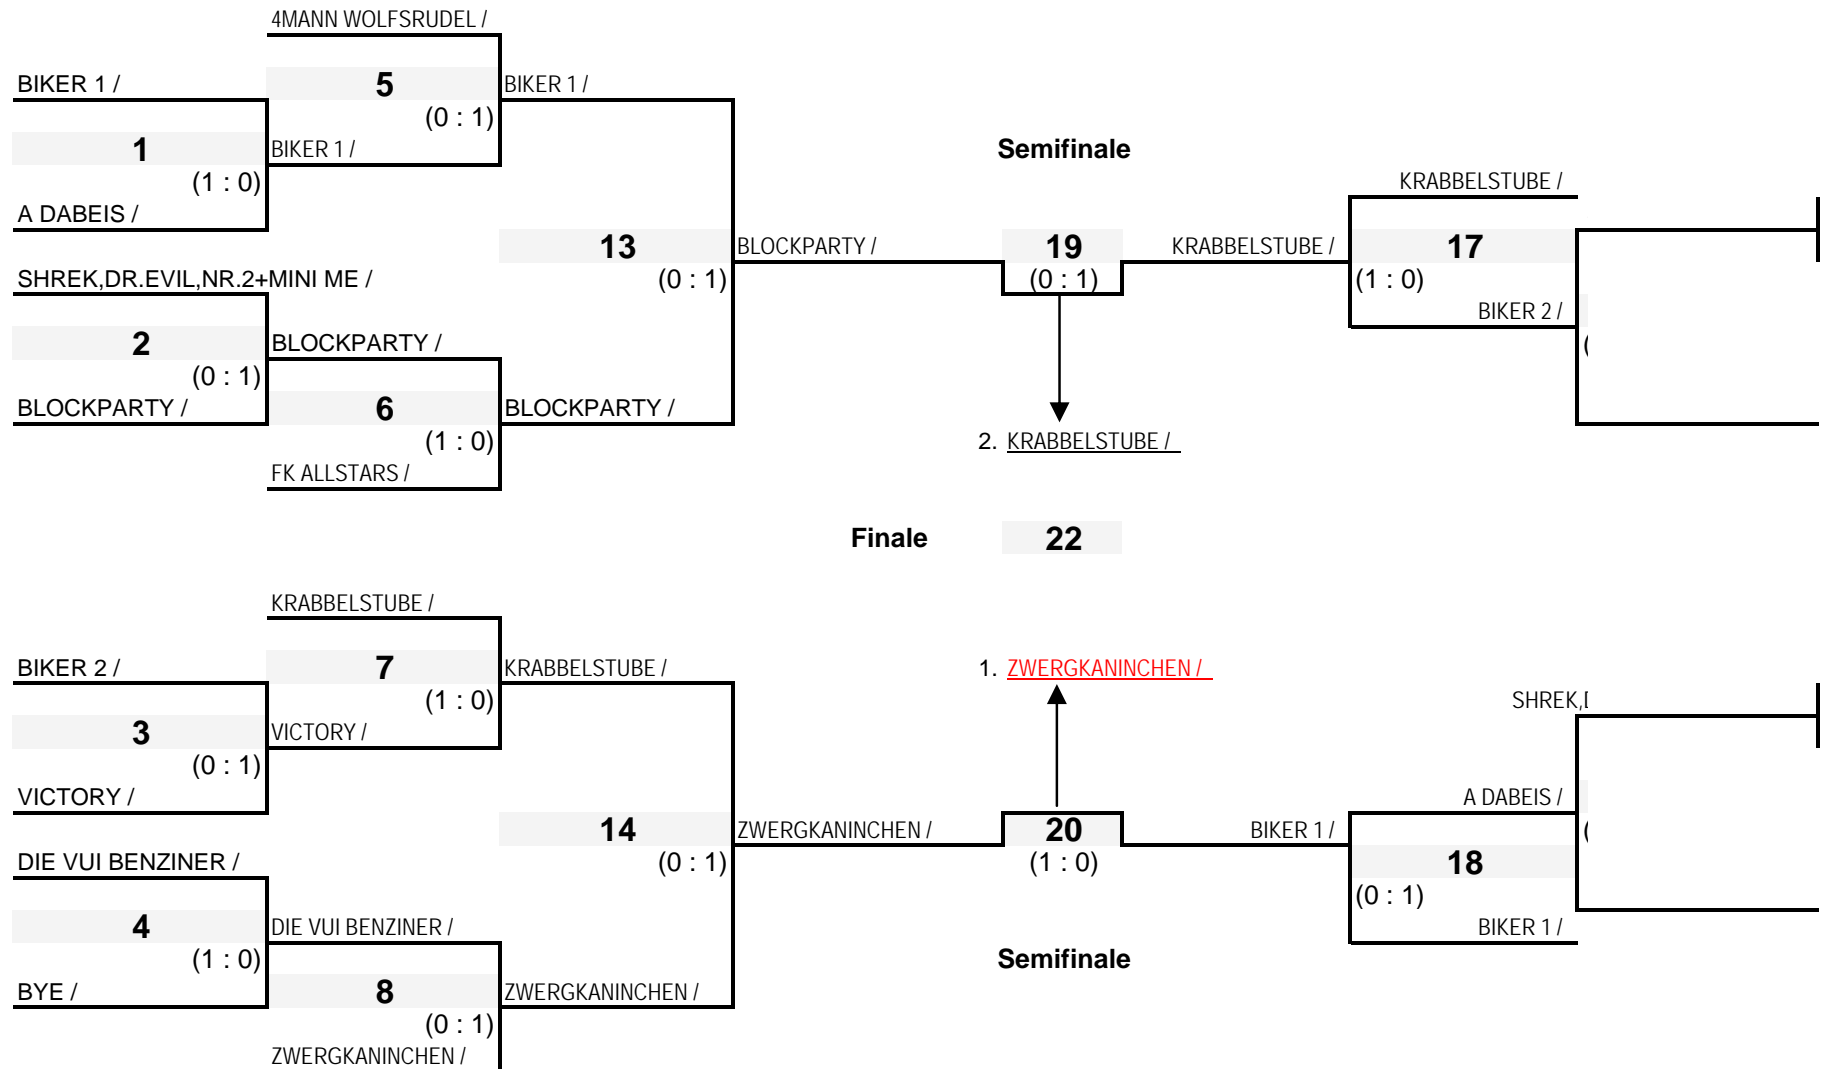 4MANN WOLFSRUDEL /
BIKER 1 /
5
BIKER 1 /
(0 : 1)
1
BIKER 1 /
Semifinale
(1 : 0)
KRABBELSTUBE /
A DABEIS /
13
BLOCKPARTY /
19
KRABBELSTUBE /
17
SHREK,DR.EVIL,NR.2+MINI ME /
(0 : 1)
(0 : 1)
(1 : 0)
BIKER 2 /
2
BLOCKPARTY /
(
(0 : 1)
BLOCKPARTY /
6
BLOCKPARTY /
(1 : 0)
2. KRABBELSTUBE /
FK ALLSTARS /
Finale
22
KRABBELSTUBE /
BIKER 2 /
7
KRABBELSTUBE /
1. ZWERGKANINCHEN /
(1 : 0)
SHREK,
3
VICTORY /
(0 : 1)
VICTORY /
A DABEIS /
14
ZWERGKANINCHEN /
20
BIKER 1 /
(
DIE VUI BENZINER /
(0 : 1)
(1 : 0)
18
(0 : 1)
4
DIE VUI BENZINER /
BIKER 1 /
(1 : 0)
Semifinale
BYE /
8
ZWERGKANINCHEN /
(0 : 1)
ZWERGKANINCHEN /